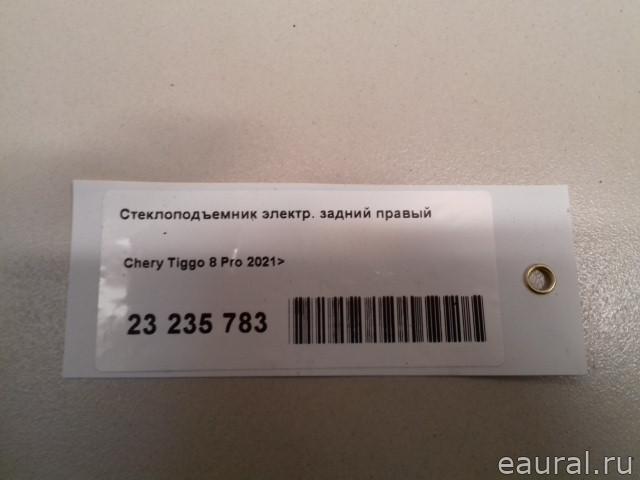 Стеклоподъемник электр. задний правый
Chery Tiggo 8 Pro 2021>
23 235 783
eaural.ru